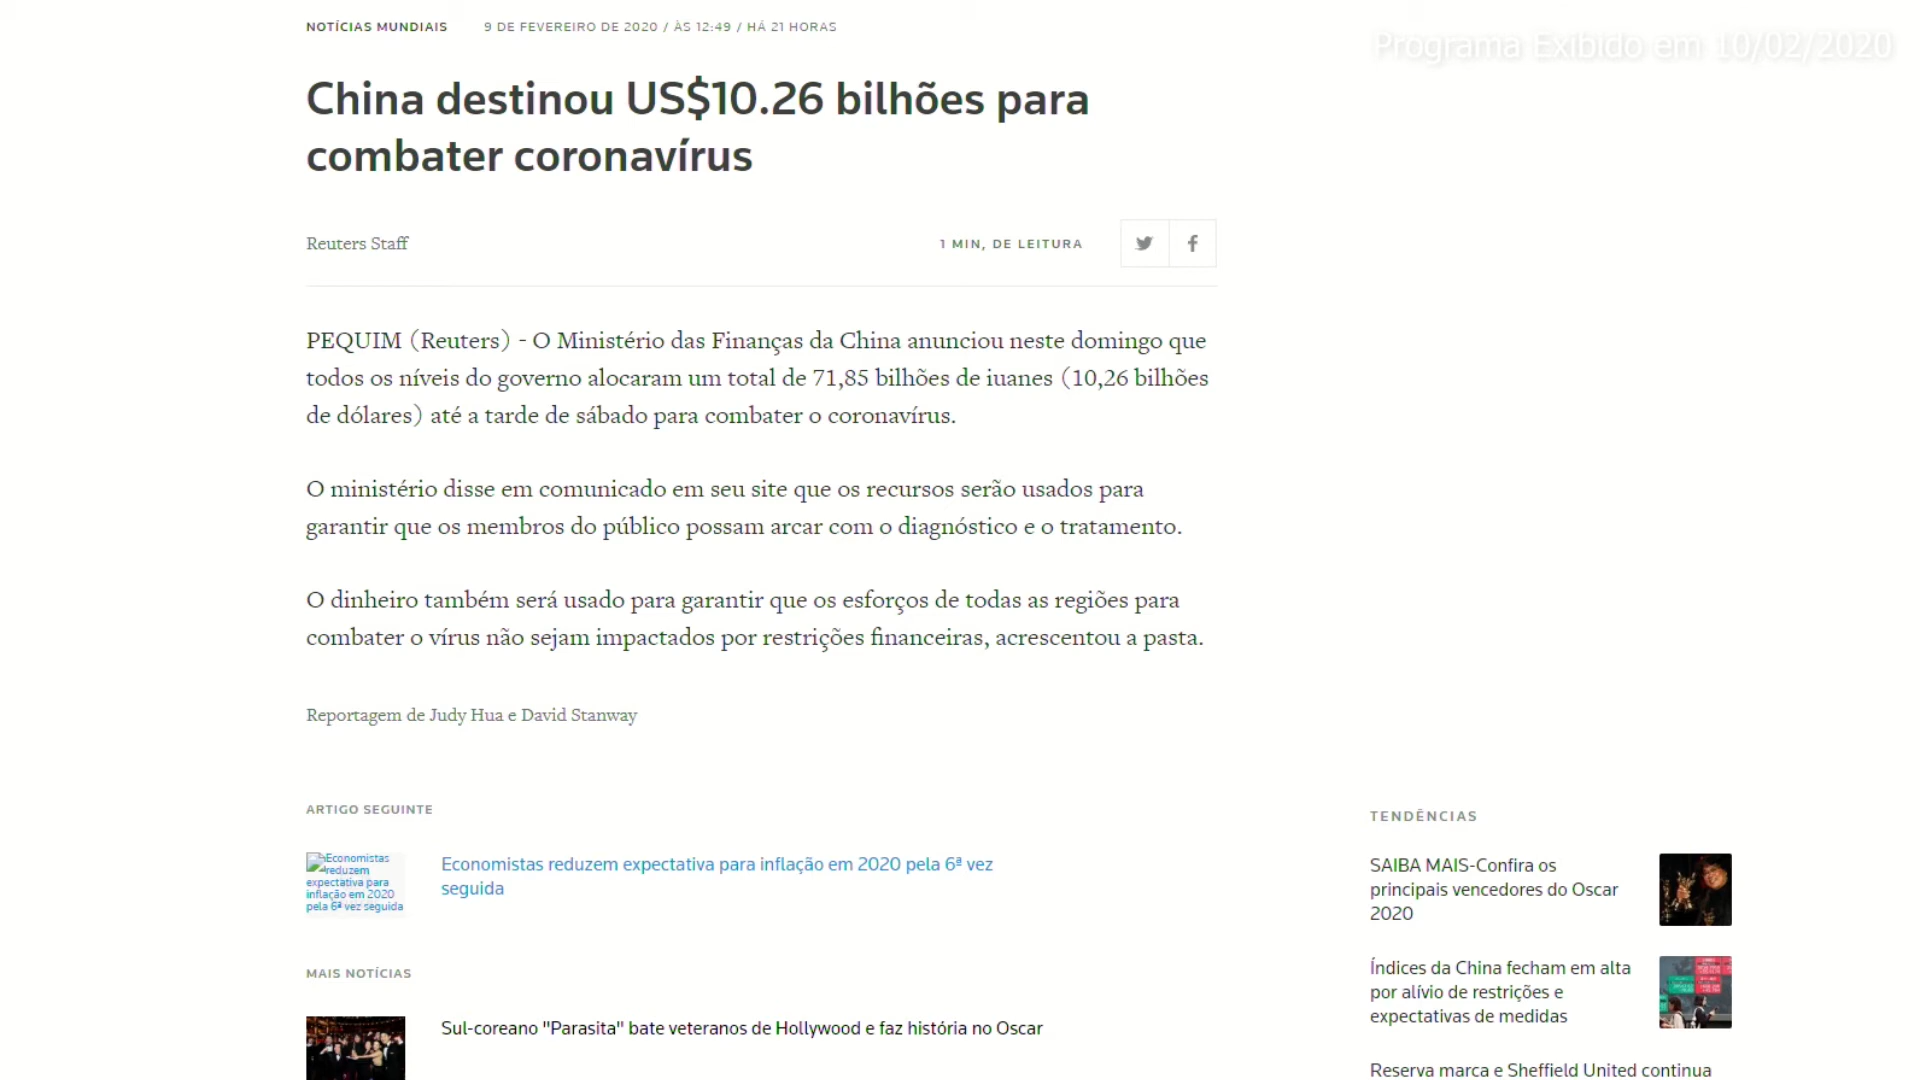 NOTÍCIAS MUNDIAIS 9 DE FEVEREIRO DE 2020 / ÀS 12:49 / HÁ 21 HORAS
Programa Exibido em 10/02/2020
China destinou US$10.26 bilhões para
combater coronavírus
Reuters Staff
1 MIN, DE LEITURA
PEQUIM (Reuters) - O Ministério das Finanças da China anunciou neste domingo que
todos os níveis do governo alocaram um total de 71,85 bilhões de iuanes (10,26 bilhões
de dólares) até a tarde de sábado para combater o coronavírus.
O ministério disse em comunicado em seu site que os recursos serão usados para
garantir que os membros do público possam arcar com o diagnóstico e o tratamento.
O dinheiro também será usado para garantir que os esforços de todas as regiões para
combater o vírus não sejam impactados por restrições financeiras, acrescentou a pasta.
Reportagem de Judy Hua e David Stanway
ARTIGO SEGUINTE
Economistas
reduzem
expectativa para
inflação em 2020
pela 6ª vez seguida
Economistas reduzem expectativa para inflação em 2020 pela 6ª vez
seguida
MAIS NOTÍCIAS
Sul-coreano "Parasita" bate veteranos de Hollywood e faz história no Oscar
TENDÊNCIAS
SAIBA MAIS-Confira os
principais vencedores do Oscar
2020
Índices da China fecham em alta
por alívio de restrições e
expectativas de medidas
Reserva marca e Sheffield United continua